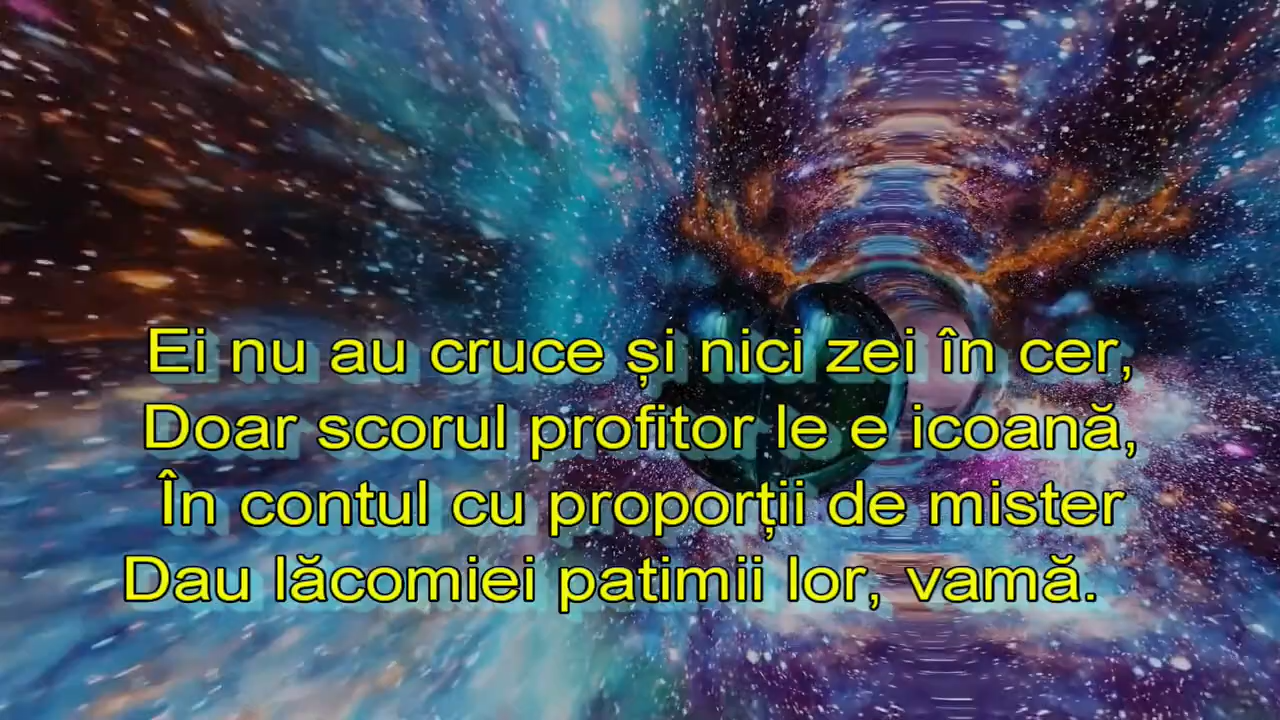 Ei nu au cruce și nici zei în cer,
Doar scorul profitor le e icoană,
În contul cu proporții de mister
Dau lăcomiei patimii lor, vamă.